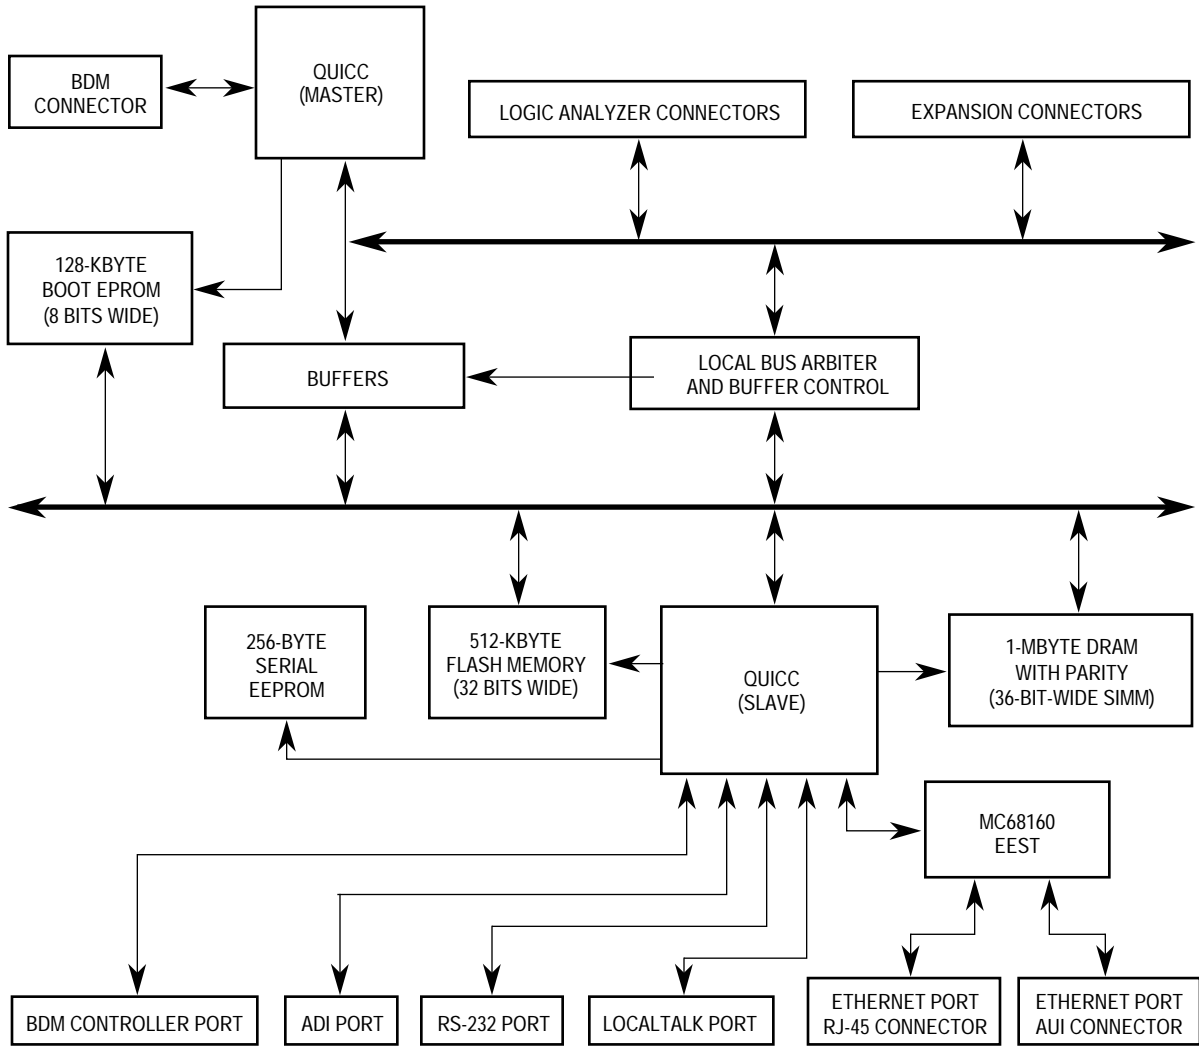 QUICC
(MASTER)
BDM
CONNECTOR
LOGIC ANALYZER CONNECTORS
EXPANSION CONNECTORS
128-KBYTE
BOOT EPROM
(8 BITS WIDE)
BUFFERS
LOCAL BUS ARBITER
AND BUFFER CONTROL
256-BYTE
SERIAL
EEPROM
512-KBYTE
FLASH MEMORY
(32 BITS WIDE)
QUICC
(SLAVE)
1-MBYTE DRAM
WITH PARITY
(36-BIT-WIDE SIMM)
MC68160
EEST
BDM CONTROLLER PORT
ADI PORT
RS-232 PORT
LOCALTALK PORT
ETHERNET PORT
RJ-45 CONNECTOR
ETHERNET PORT
AUI CONNECTOR